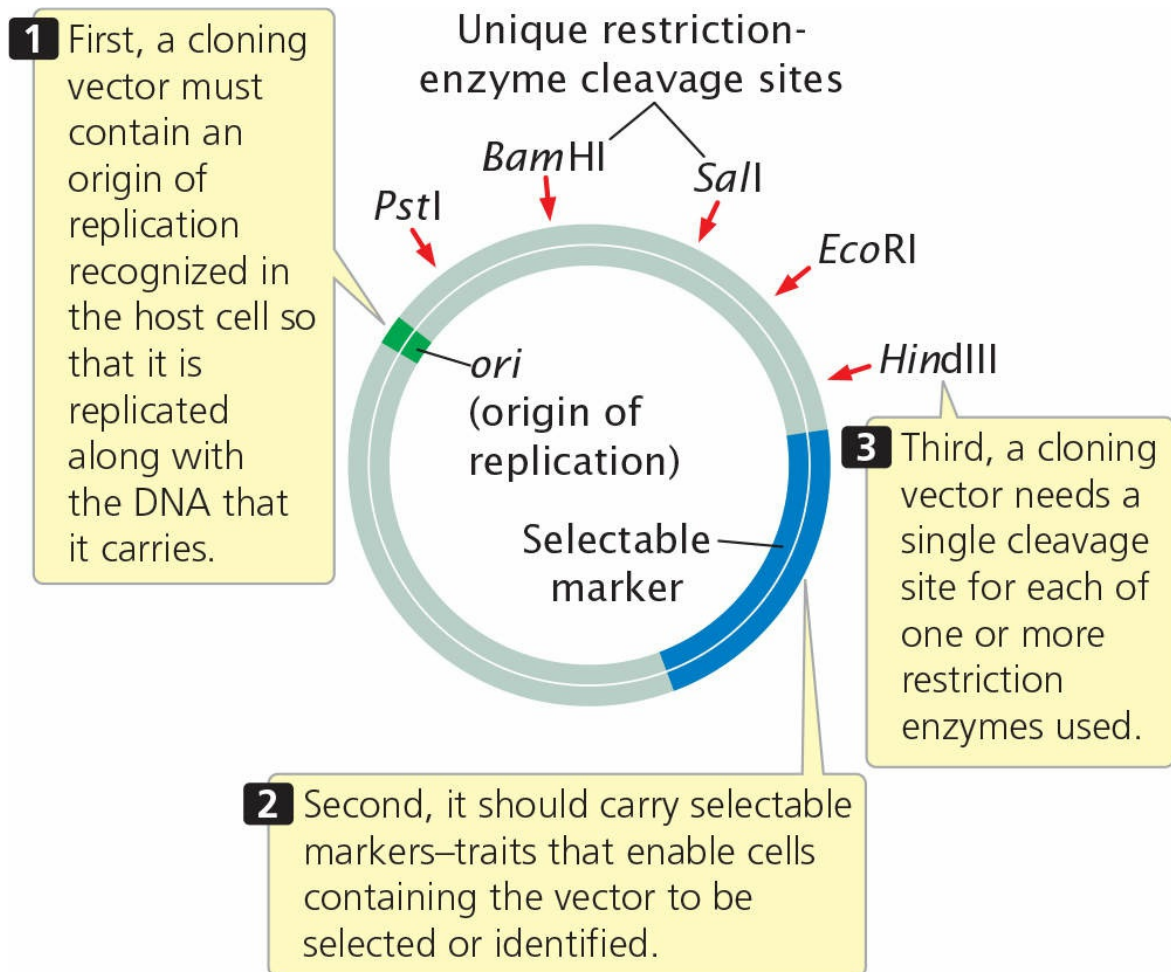 1 First, a cloning
vector must
contain an
origin of
replication
recognized in
the host cell so
that it is
replicated
along with
the DNA that
it carries.
Unique restriction-
enzyme cleavage sites
PstI
BamHI
SalI
EcoRI
HindIII
ori
(origin of
replication)
Selectable
marker
3 Third, a cloning
vector needs a
single cleavage
site for each of
one or more
restriction
enzymes used.
2 Second, it should carry selectable
markers–traits that enable cells
containing the vector to be
selected or identified.